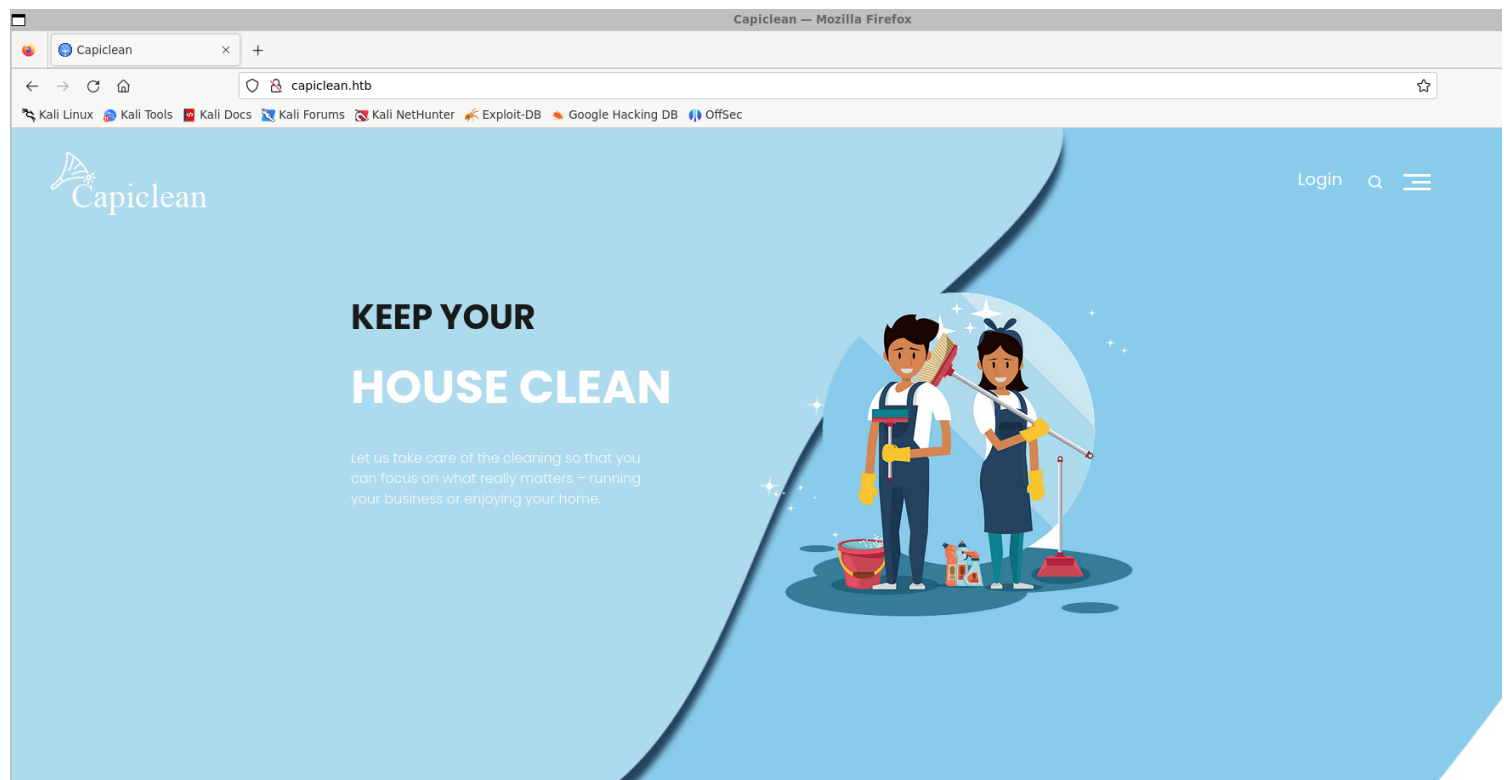 Capiclean — Mozilla Firefox
Capiclean
capiclean.htb
Kali Linux Kali Tools Kali Docs Kali Forums Kali NetHunter Exploit-DB Google Hacking DB OffSec
Capiclean
Login
KEEP YOUR
HOUSE CLEAN
Let us take care of the cleaning so that you
can focus on what really matters – running
your business or enjoying your home.